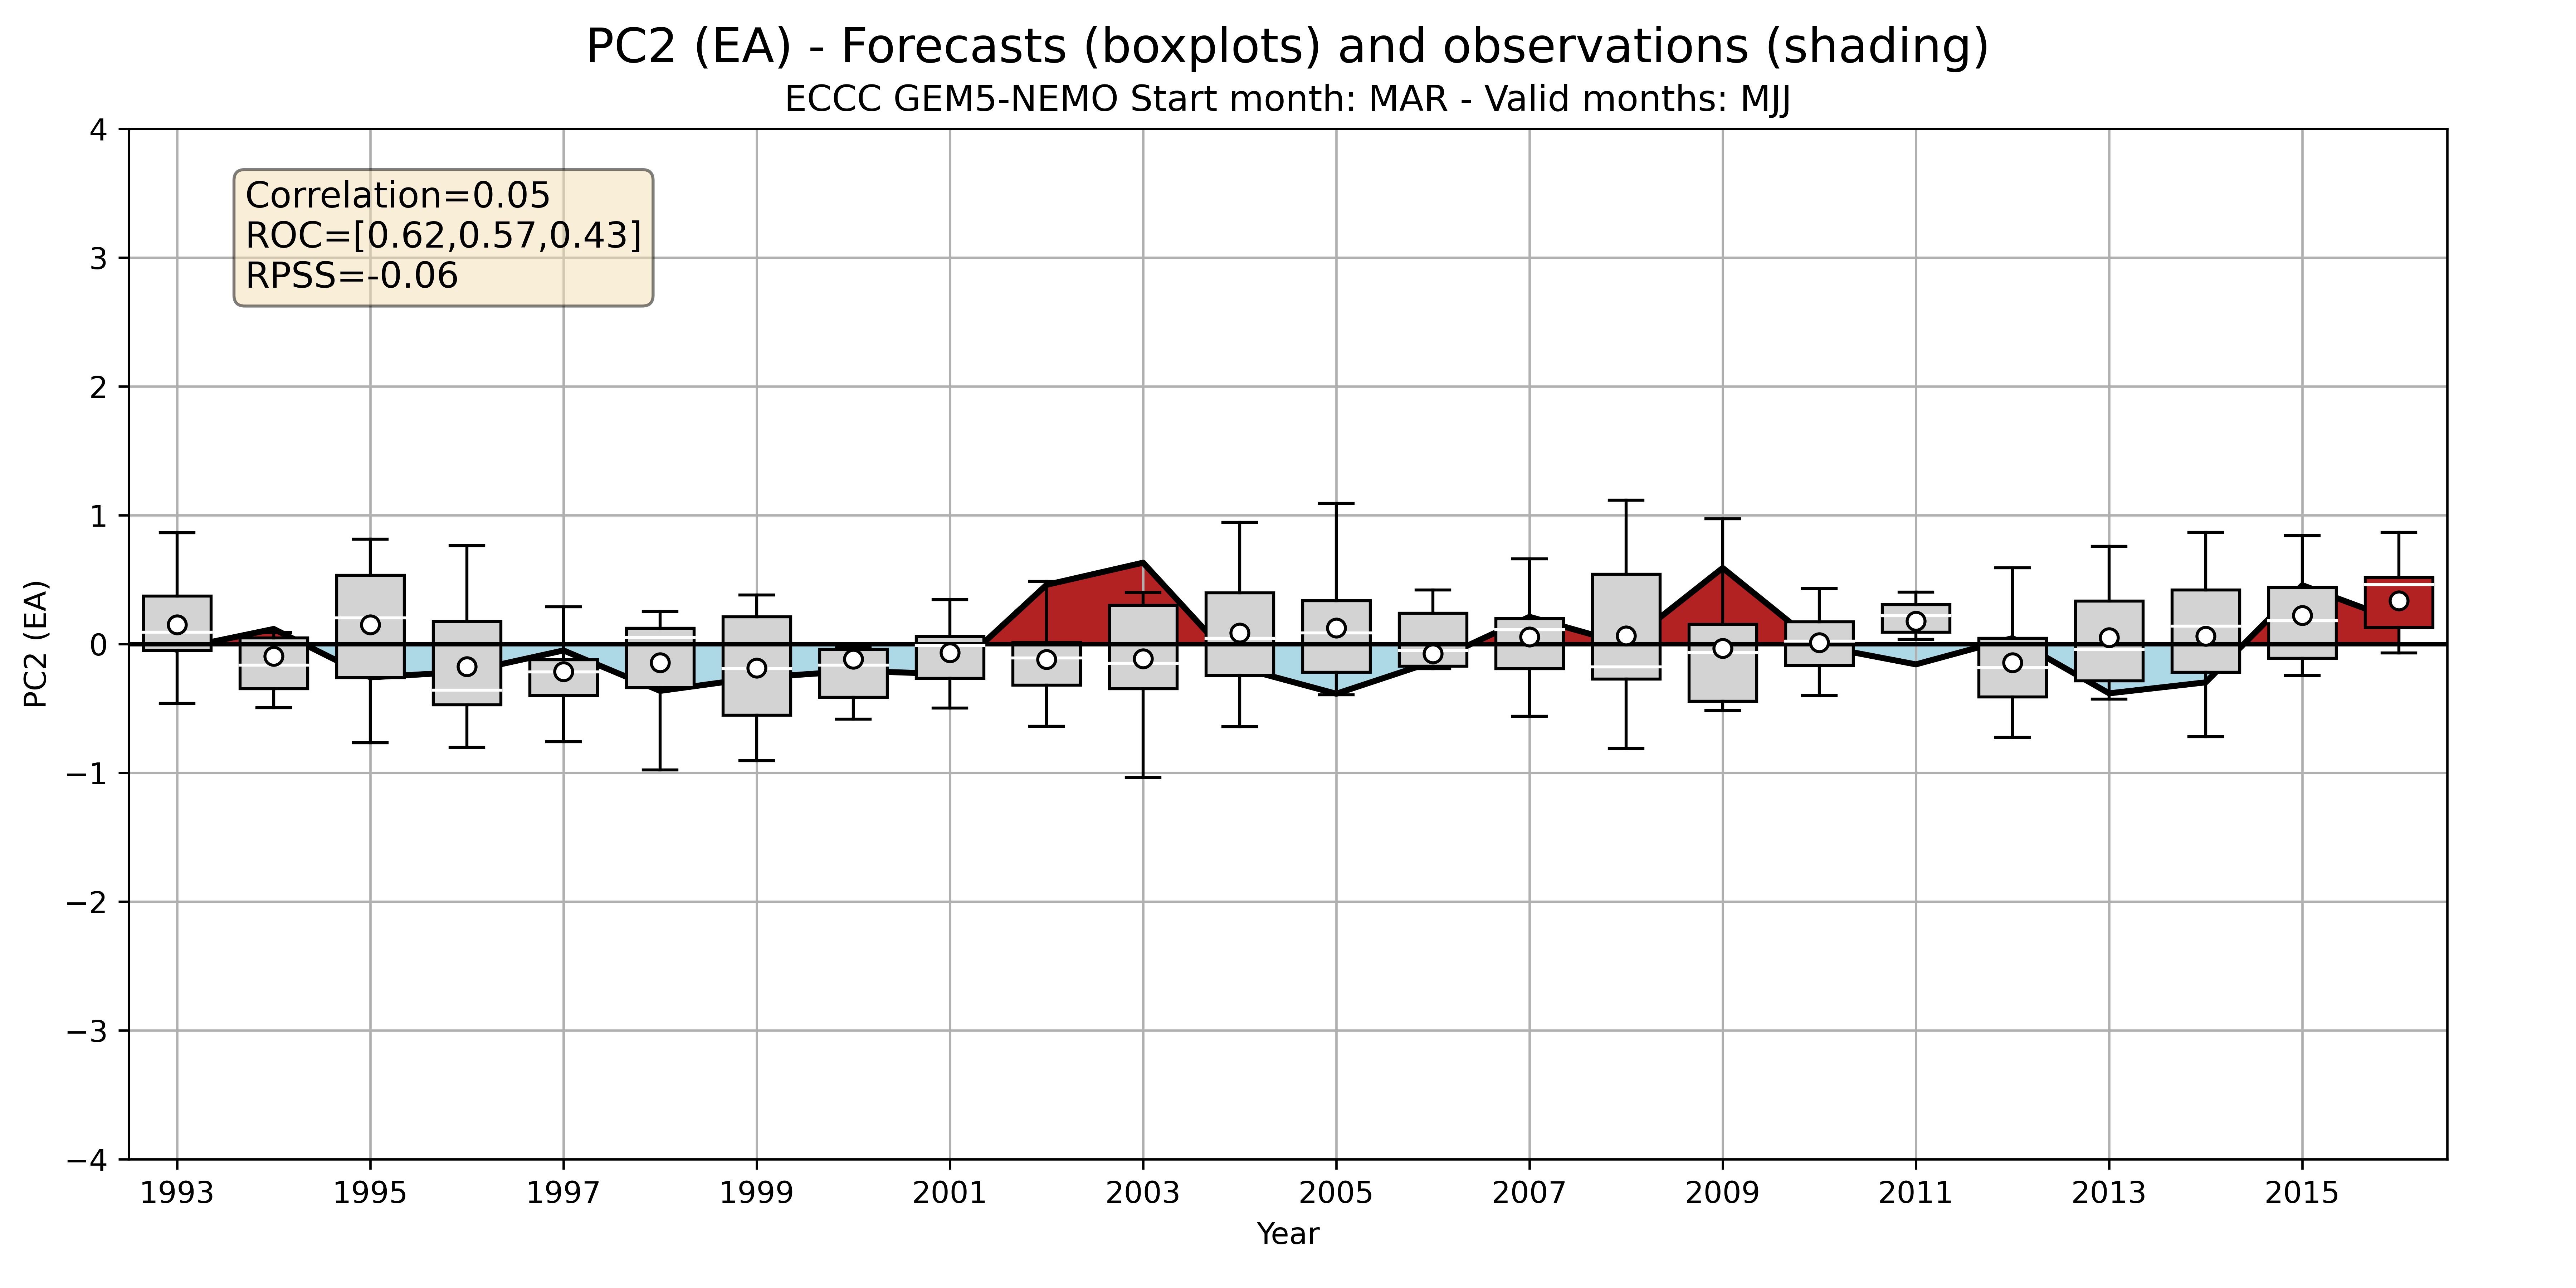 PC2 (EA) - Forecasts (boxplots) and observations (shading)
ECCC GEM5-NEMO Start month: MAR - Valid months: MJJ
Correlation=0.05
ROC=[0.62,0.57,0.43]
RPSS=-0.06
PC2 (EA)
4
3
2
1
0
−1
−2
−3
−4
1993 1995 1997 1999 2001 2003 2005 2007 2009 2011 2013 2015
Year